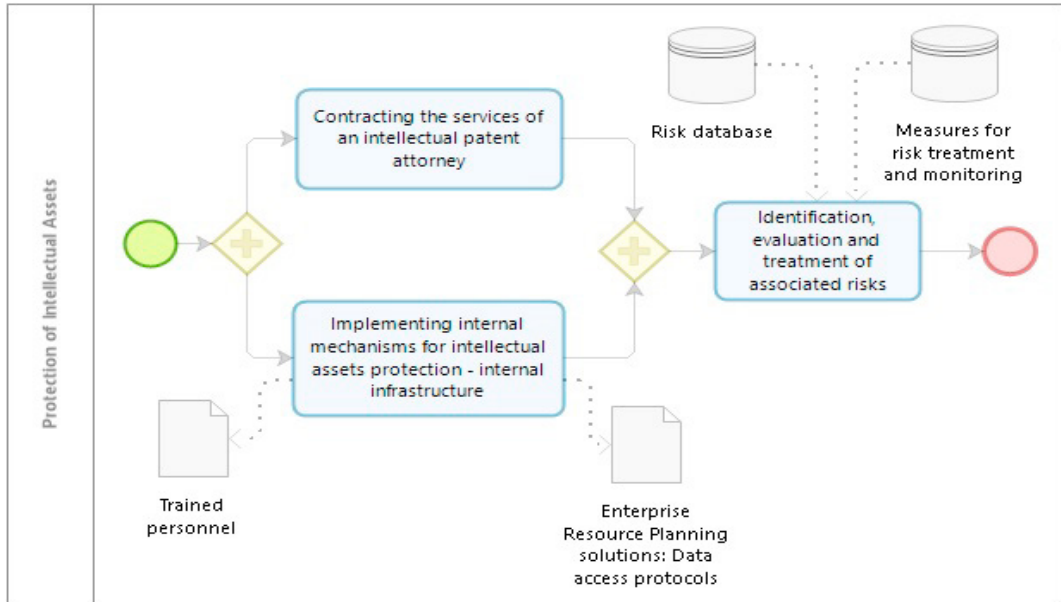 Protection of Intellectual Assets
Contracting the services of
an intellectual patent
attorney
Risk database
Measures for
risk treatment
and monitoring
Identification,
evaluation and
treatment of
associated risks
Implementing internal
mechanisms for intellectual
assets protection - internal
infrastructure
Trained
personnel
Enterprise
Resource Planning
solutions: Data
access protocols